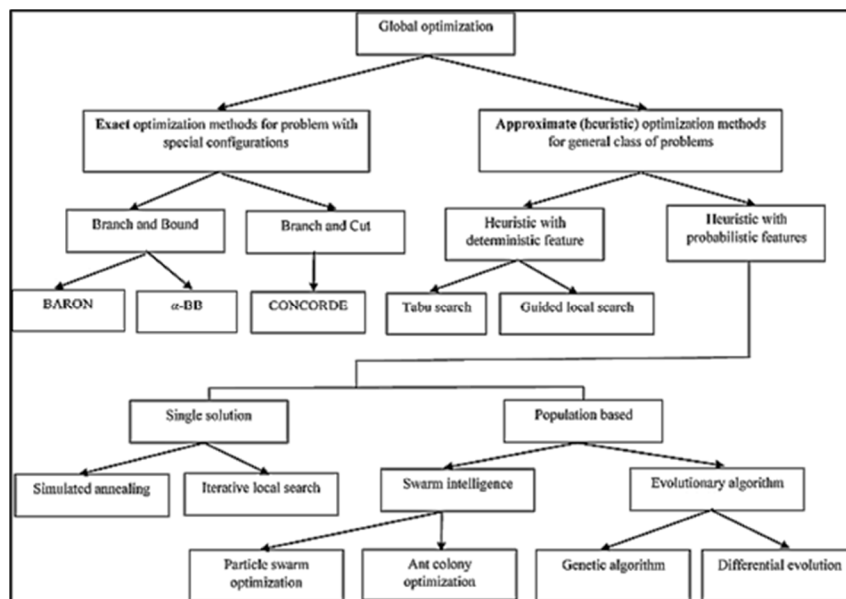 Global optimization
Exact optimization methods for problem with
special configurations
Approximate (heuristic) optimization methods
for general class of problems
Branch and Bound
Branch and Cut
Heuristic with
deterministic feature
Heuristic with
probabilistic features
BARON
α-BB
CONCORDE
Tabu search
Guided local search
Single solution
Population based
Simulated annealing
Iterative local search
Swarm intelligence
Evolutionary algorithm
Particle swarm
optimization
Ant colony
optimization
Genetic algorithm
Differential evolution